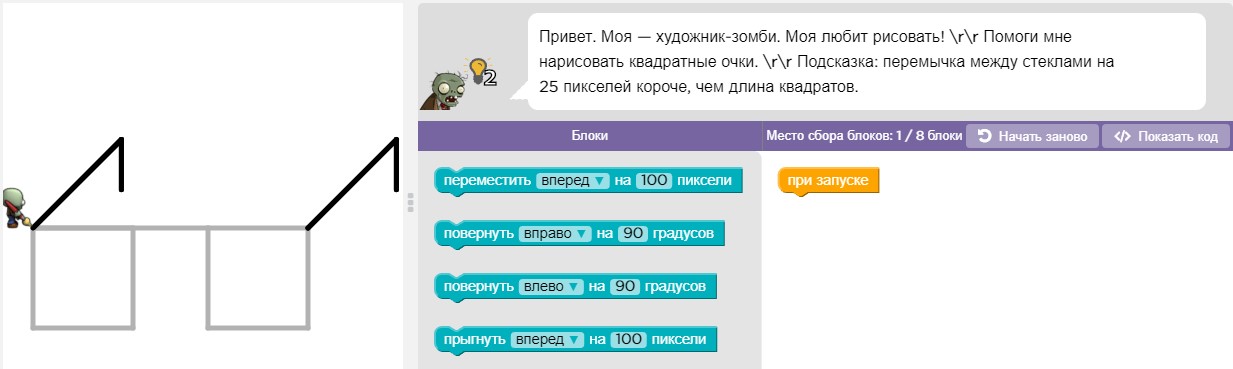 Привет. Моя — художник-зомби. Моя любит рисовать! \r\r Помоги мне
нарисовать квадратные очки. \r\r Подсказка: перемычка между стеклами на
25 пикселей короче, чем длина квадратов.
2
Блоки
Место сбора блоков: 1 / 8 блоки
Начать заново
Показать код
переместить вперед на 100 пиксели
при запуске
повернуть вправо на 90 градусов
повернуть влево на 90 градусов
прыгнуть вперед на 100 пиксели